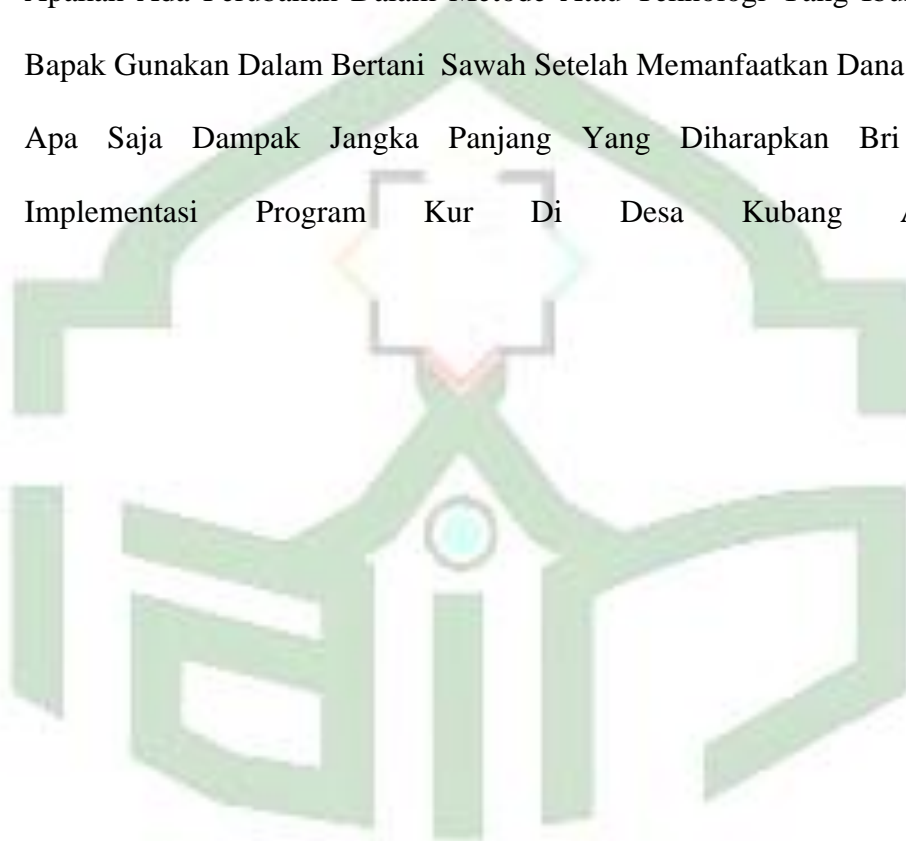 Bapak Gunakan Dalam Bertani Sawah Setelah Memanfaatkan Dana
Apa Saja Dampak Jangka Panjang Yang Diharapkan Bri
Implementasi Program Kur Di Desa Kubang